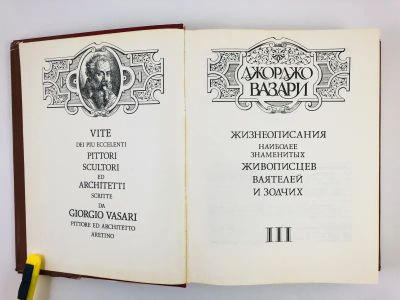 VITE
DEI PIU ECCELENTI
PITTORI
SCULTORI
ED
ARCHITETTI
SCRITTE
DA
GIORGIO VASARI
PITTORE ED ARCHITETTO
ARETINO
ДЖОРДЖО
ВАЗАРИ
ЖИЗНЕОПИСАНИЯ
НАИБОЛЕЕ
ЗНАМЕНИТЫХ
ЖИВОПИСЦЕВ
ВАЯТЕЛЕЙ
И ЗОДЧИХ
III